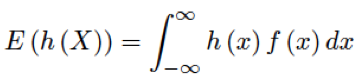 E (h (X)) = ∫_{-∞}^{∞} h (x) f (x) dx